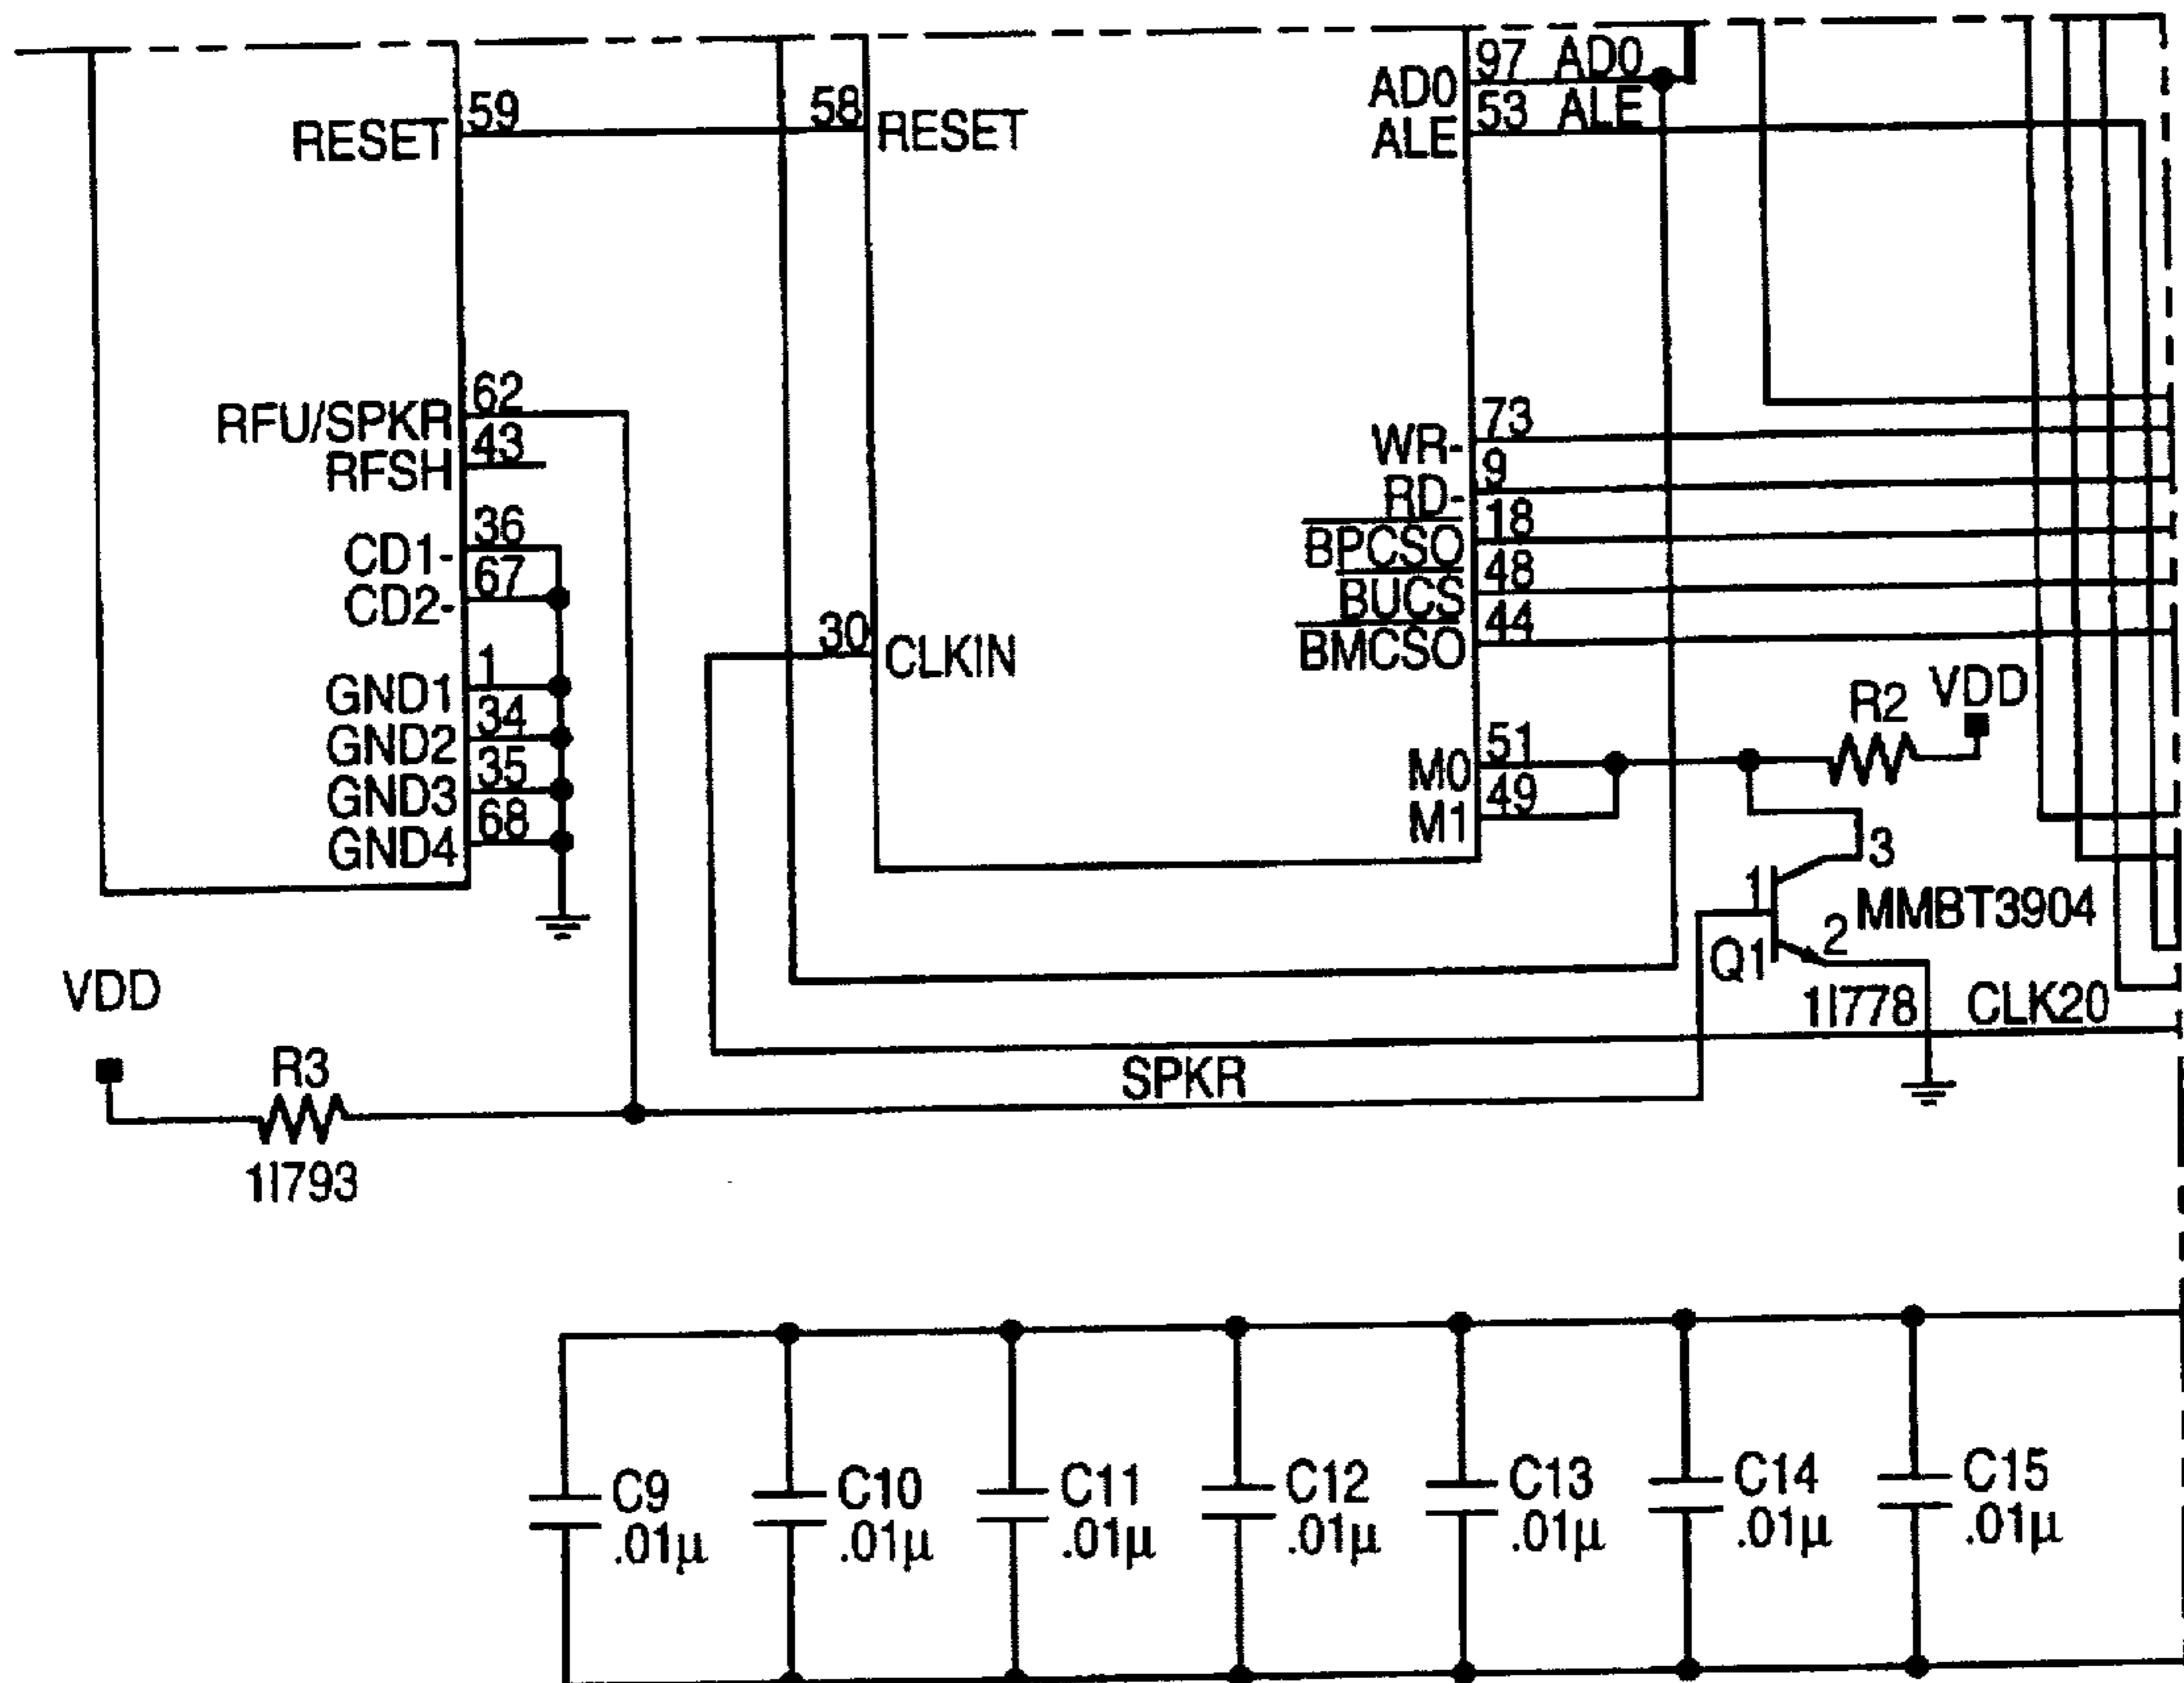 97 AD0
AD0
53 ALE
ALE
59
RESET
58
RESET
62
RFU/SPKR
43
RFSH
36
CD1-
67
CD2-
1
GND1
34
GND2
35
GND3
68
GND4
30
CLKIN
73
WR-
9
RD-
18
BPCSO
48
BUCS
44
BMCSO
51
M0
49
M1
R2
VDD
3
1
MMBT3904
2
Q1
11778
CLK20
SPKR
VDD
R3
11793
C9
.01µ
C10
.01µ
C11
.01µ
C12
.01µ
C13
.01µ
C14
.01µ
C15
.01µ